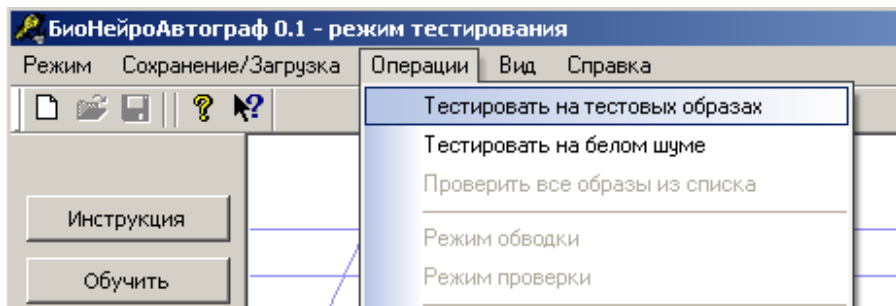 БиоНейроАвтограф 0.1 - режим тестирования
Режим Сохранение/Загрузка Операции Вид Справка
Тестировать на тестовых образах
Тестировать на белом шуме
Проверить все образы из списка
Инструкция
Режим обводки
Обучить
Режим проверки